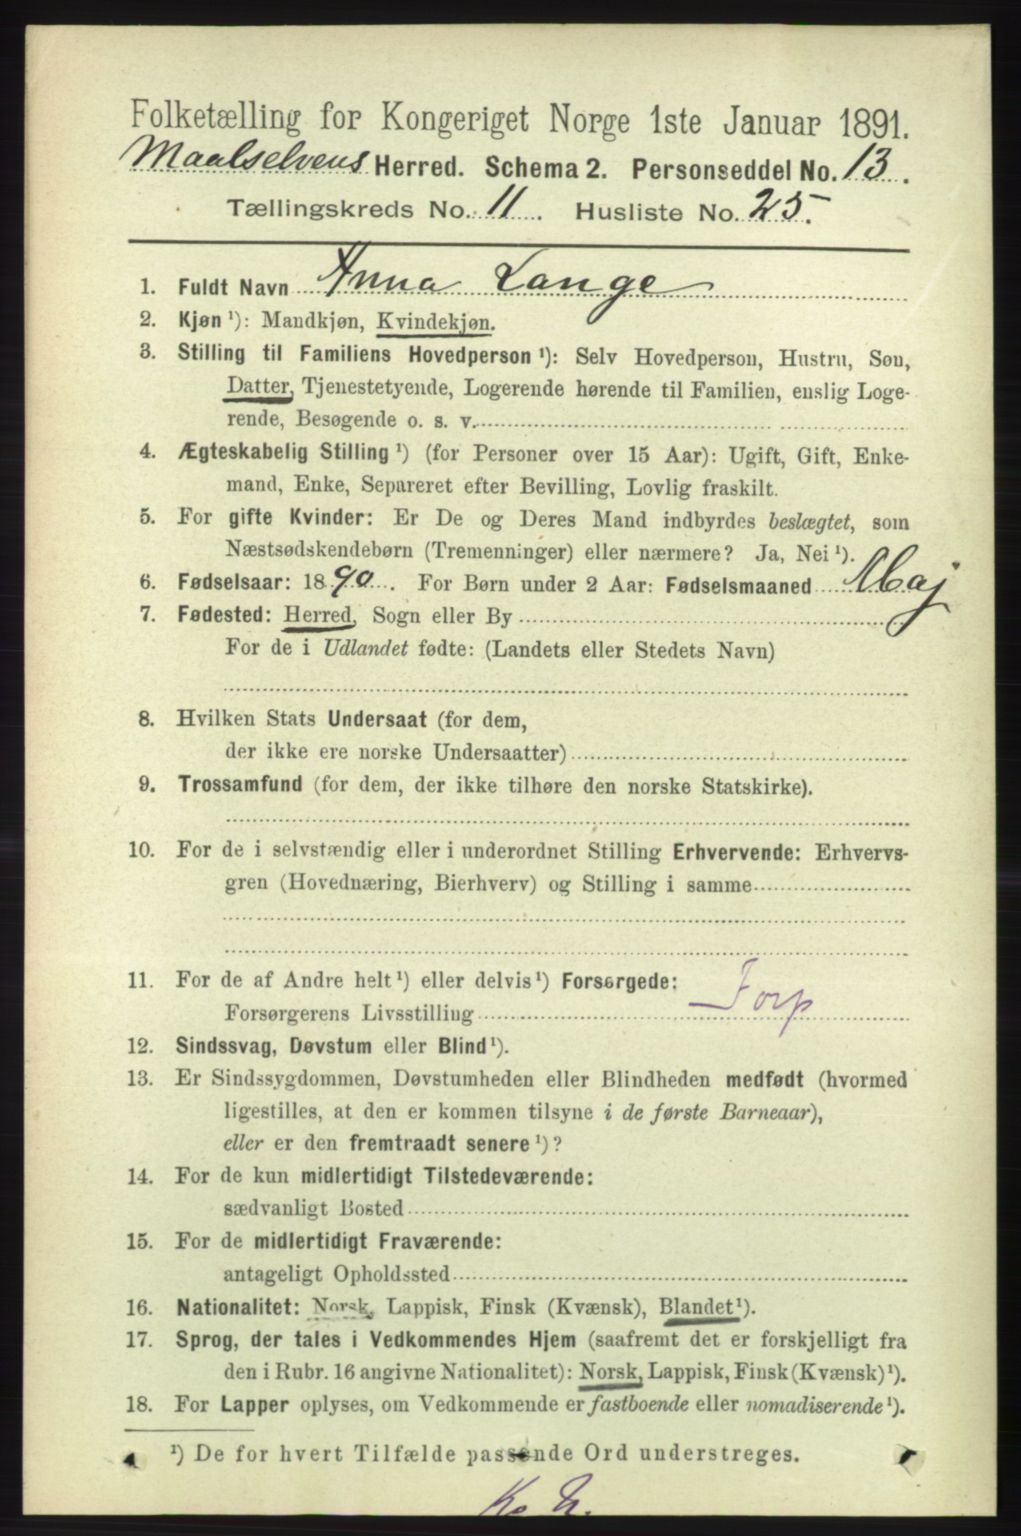 Folketælling for Kongeriget Norge 1ste Januar 1891.
Maalselvens Herred. Schema 2. Personseddel No. 13.
Tællingskreds No. 11. Husliste No. 25.
1. Fuldt Navn Anna Lange
2. Kjøn ¹): Mandkjøn, Kvindekjøn.
3. Stilling til Familiens Hovedperson ¹): Selv Hovedperson, Hustru, Søn,
Datter, Tjenestetyende, Logerende hørende til Familien, enslig Loge-
rende, Besøgende o. s. v.
4. Ægteskabelig Stilling ¹) (for Personer over 15 Aar): Ugift, Gift, Enke-
mand, Enke, Separeret efter Bevilling, Lovlig fraskilt.
5. For gifte Kvinder: Er De og Deres Mand indbyrdes beslægtet, som
Næstsødskendebørn (Tremenninger) eller nærmere? Ja, Nei ¹).
6. Fødselsaar: 1890. For Børn under 2 Aar: Fødselsmaaned Maj
7. Fødested: Herred, Sogn eller By
For de i Udlandet fødte: (Landets eller Stedets Navn)
8. Hvilken Stats Undersaat (for dem,
der ikke ere norske Undersaatter)
9. Trossamfund (for dem, der ikke tilhøre den norske Statskirke).
10. For de i selvstændig eller i underordnet Stilling Erhvervende: Erhvervs-
gren (Hovednæring, Bierhverv) og Stilling i samme
11. For de af Andre helt ¹) eller delvis ¹) Forsørgede:
Forsørgerens Livsstilling Forp
12. Sindssvag, Døvstum eller Blind ¹).
13. Er Sindssygdommen, Døvstumheden eller Blindheden medfødt (hvormed
ligestilles, at den er kommen tilsyne i de første Barneaar),
eller er den fremtraadt senere ¹)?
14. For de kun midlertidigt Tilstedeværende:
sædvanligt Bosted
15. For de midlertidigt Fraværende:
antageligt Opholdssted
16. Nationalitet: Norsk, Lappisk, Finsk (Kvænsk), Blandet ¹).
17. Sprog, der tales i Vedkommendes Hjem (saafremt det er forskjelligt fra
den i Rubr. 16 angivne Nationalitet): Norsk, Lappisk, Finsk (Kvænsk) ¹).
18. For Lapper oplyses, om Vedkommende er fastboende eller nomadiserende ¹).
¹) De for hvert Tilfælde passende Ord understreges.